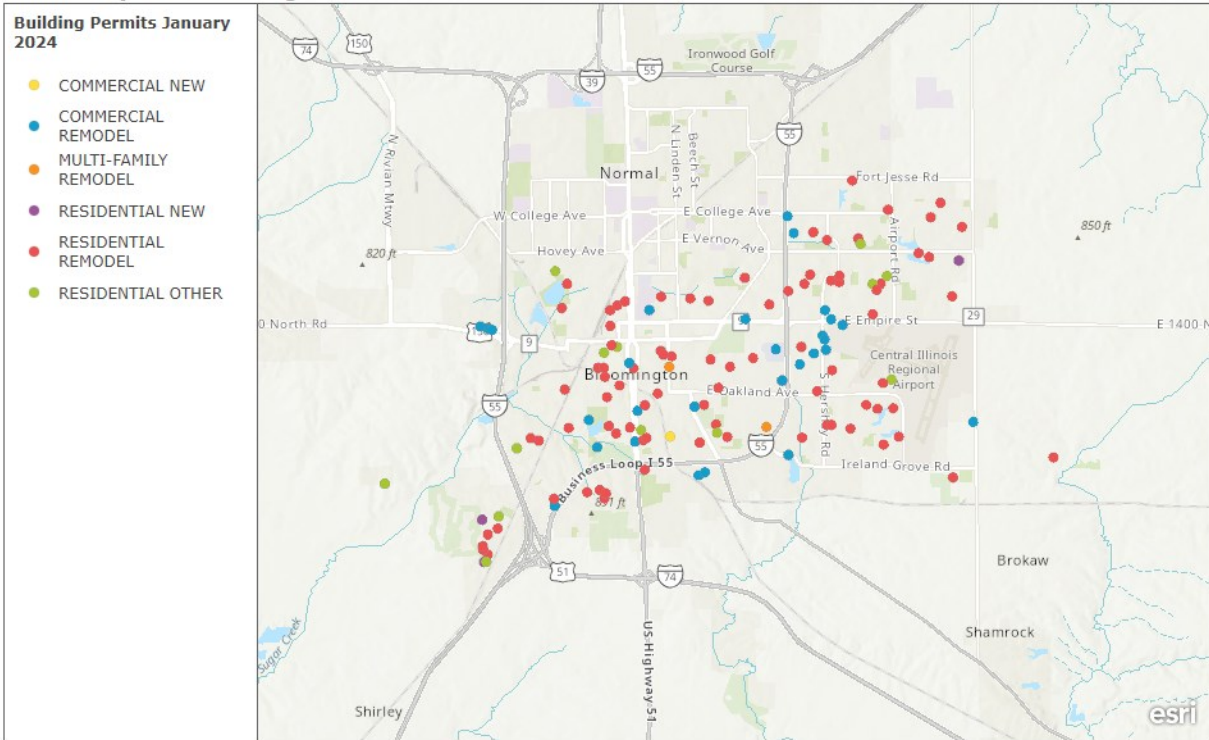 Building Permits January
2024
COMMERCIAL NEW
COMMERCIAL
REMODEL
MULTI-FAMILY
REMODEL
RESIDENTIAL NEW
RESIDENTIAL
REMODEL
RESIDENTIAL OTHER
74
150
Ironwood Golf
Course
39
55
55
N Rivian Mtwy
N Linden St
Beech St
Normal
Fort Jesse Rd
W College Ave
E College Ave
Airport Rd
850 ft
Hovey Ave
E Vernon Ave
820 ft
0 North Rd
9
9
E Empire St
29
E 1400 N
Central Illinois
Regional
Airport
Bloomington
E Oakland Ave
S Hershey Rd
55
55
Business Loop I 55
Ireland Grove Rd
51
74
Brokaw
Shamrock
US Highway 51
Sugar Creek
Shirley
esri